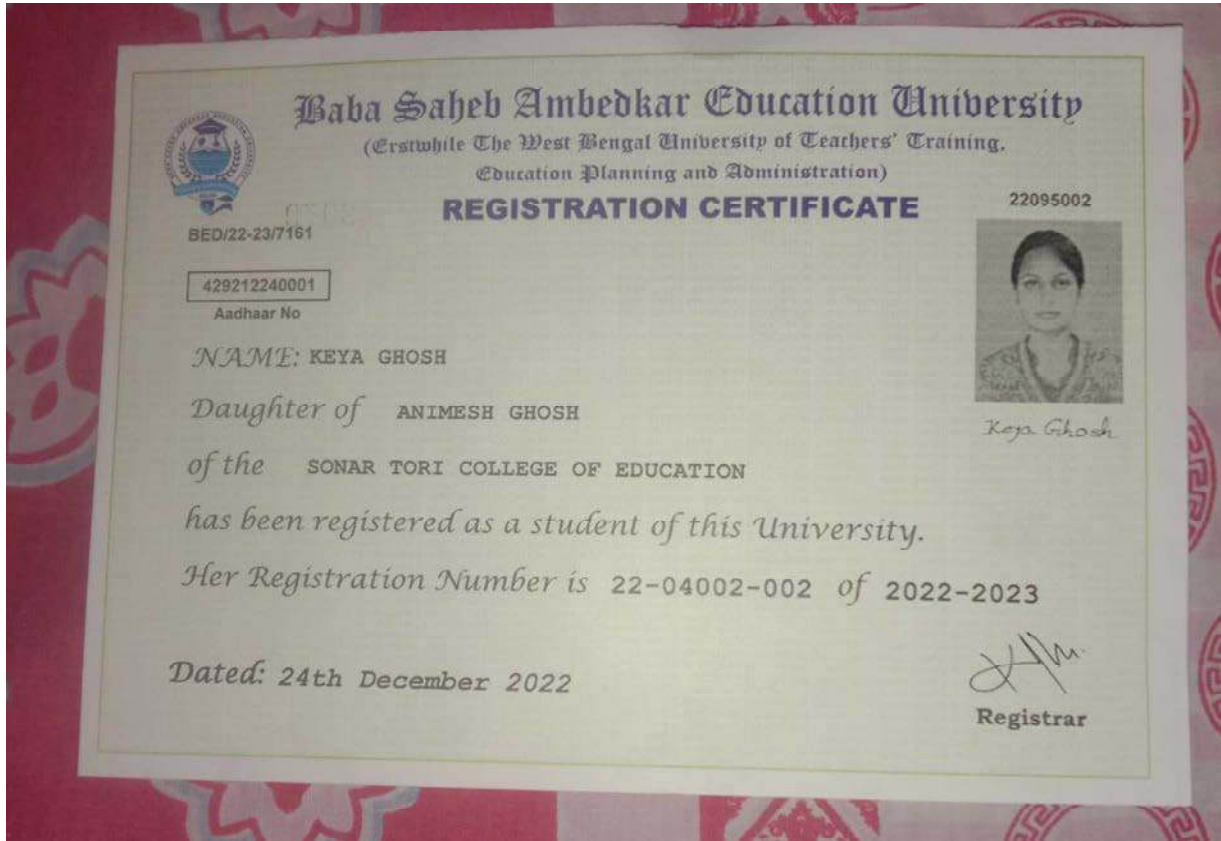 Baba Saheb Ambedkar Education University
(Erstwhile The West Bengal University of Teachers' Training,
Education Planning and Administration)
REGISTRATION CERTIFICATE
22095002
BED/22-23/7161
429212240001
Aadhaar No
NAME: KEYA GHOSH
Daughter of ANIMESH GHOSH
Keya Ghosh
of the SONAR TORI COLLEGE OF EDUCATION
has been registered as a student of this University.
Her Registration Number is 22-04002-002 of 2022-2023
Dated: 24th December 2022
Registrar